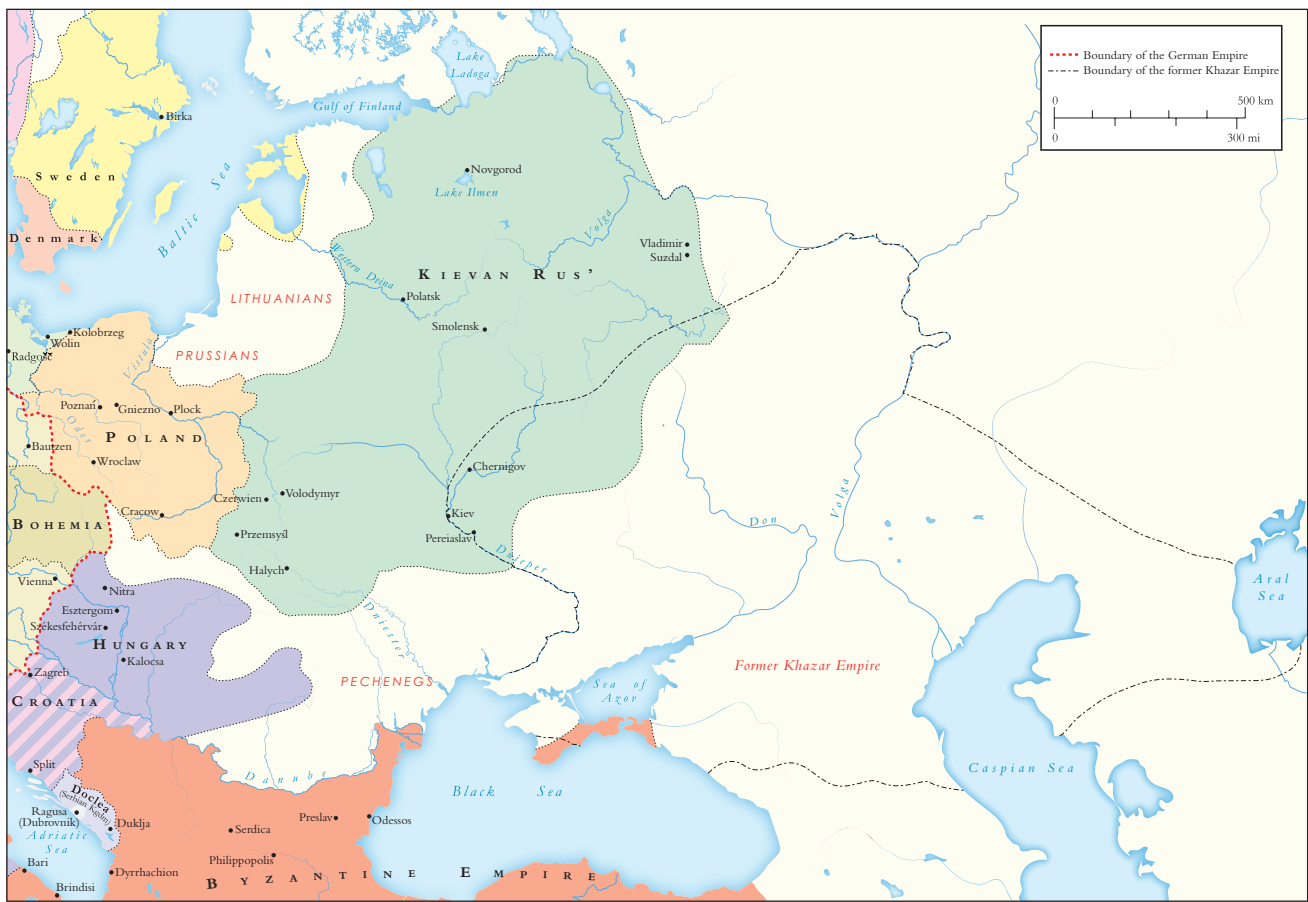 Boundary of the German Empire
Boundary of the former Khazar Empire
0 500 km
0 300 mi
Lake
Ladoga
Gulf of Finland
Birka
Sweden
Baltic Sea
Novgorod
Lake Ilmen
Denmark
Volga
Vladimir
Suzdal
Western Dvina
KIEVAN RUS’
LITHUANIANS
Polatsk
Smolensk
Kolobrzeg
Wolin
Radgosc
Vistula
PRUSSIANS
Poznań
Gniezno
Plock
Oder
POLAND
Bautzen
Wroclaw
Chernigov
Czerwien
Volodymyr
Cracow
Kiev
BOHEMIA
Przemysśl
Pereiaslav
Don
Volga
Dnieper
Halych
Vienna
Nitra
Aral
Sea
Esztergom
Székesfehérvár
Dniester
HUNGARY
Kalocsa
Zagreb
PECHENEGS
Former Khazar Empire
Sea of
Azov
CROATIA
Split
Danube
Caspian Sea
Black Sea
Doclea
(Serbian Kgdm)
Ragusa
(Dubrovnik)
Duklja
Preslav
Odessos
Serdica
Adriatic
Sea
Philippopolis
Bari
Dyrrhachion
BYZANTINE EMPIRE
Brindisi